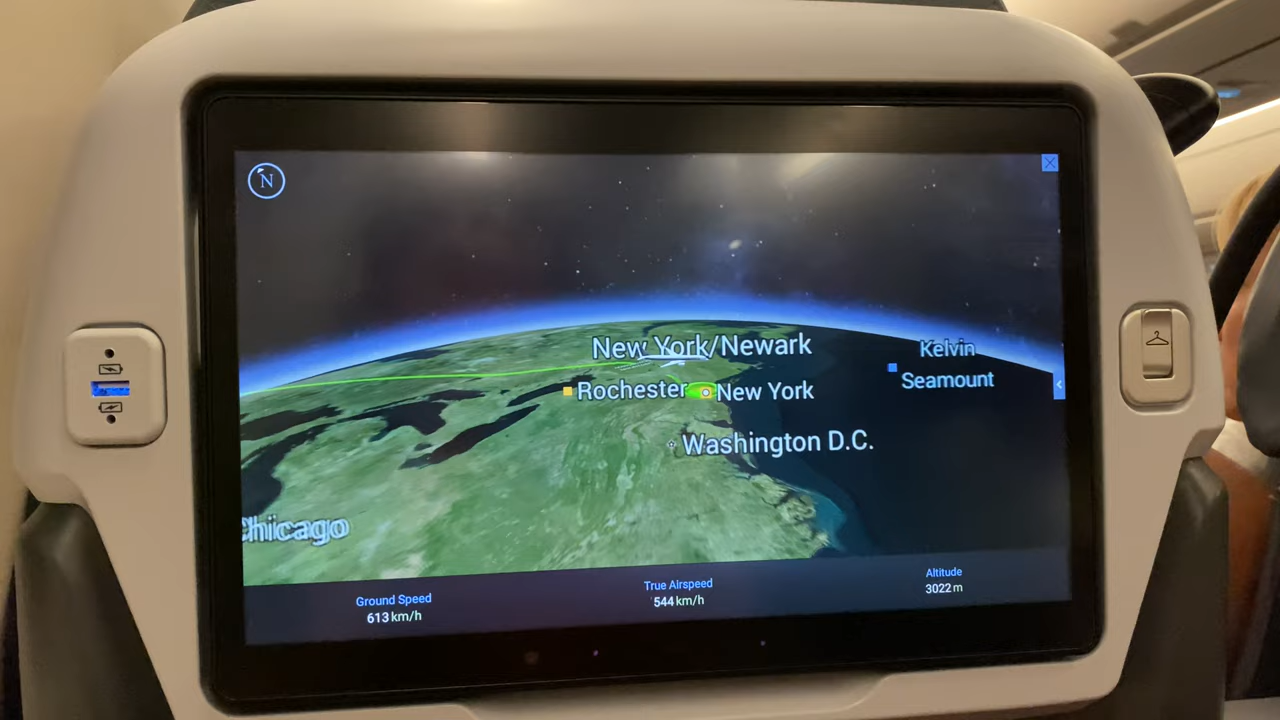 N
New York/Newark
Kelvin
Seamount
Rochester
New York
Washington D.C.
Chicago
Ground Speed
613 km/h
True Airspeed
544 km/h
Altitude
3022 m